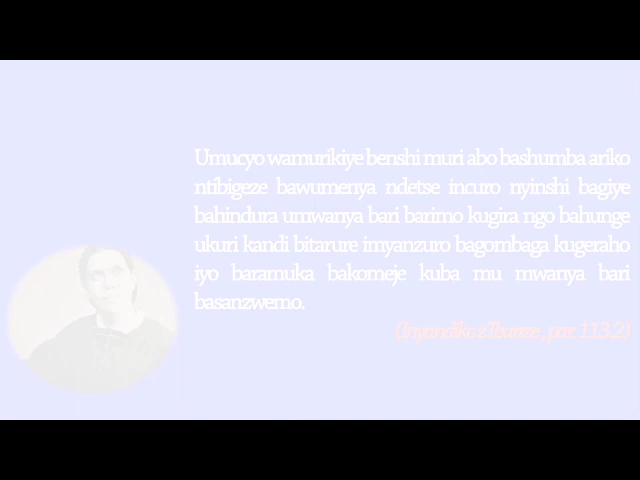 Umucyo wamurikiye benshi muri abo bashumba ariko
ntibigeze bawumenya ndetse incuro nyinshi bagiye
bahindura umwanya bari barimo kugira ngo bahunge
ukuri kandi bitarure imyanzuro bagombaga kugeraho
iyo baramuka bakomeje kuba mu mwanya bari
basanzwemo.
(Inyandiko z'Ibanze, par. 113.2)